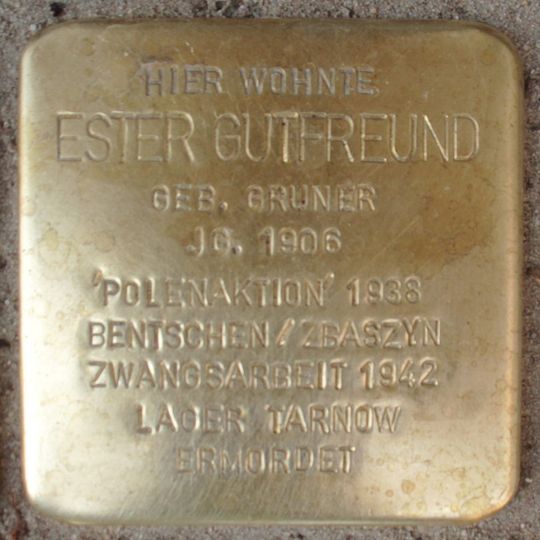 HIER WOHNTE
ESTER GUTFREUND
GEB. GRUNER
JG. 1906
'POLENAKTION' 1938
BENTSCHEN / ZBASZYN
ZWANGSARBEIT 1942
LAGER TARNOW
ERMORDET